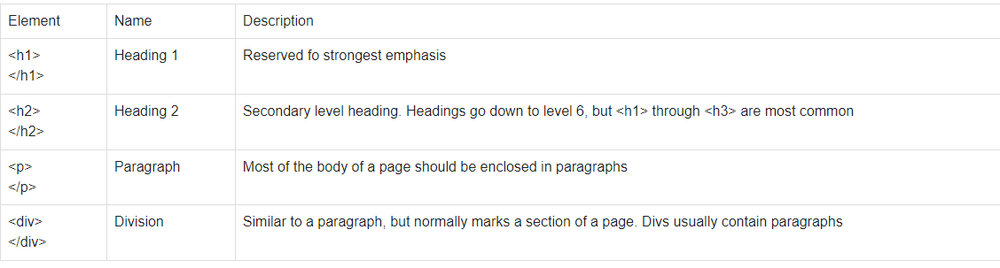 Element Name Description
<h1> Heading 1 Reserved fo strongest emphasis
</h1>
<h2> Heading 2 Secondary level heading. Headings go down to level 6, but <h1> through <h3> are most common
</h2>
<p> Paragraph Most of the body of a page should be enclosed in paragraphs
</p>
<div> Division Similar to a paragraph, but normally marks a section of a page. Divs usually contain paragraphs
</div>